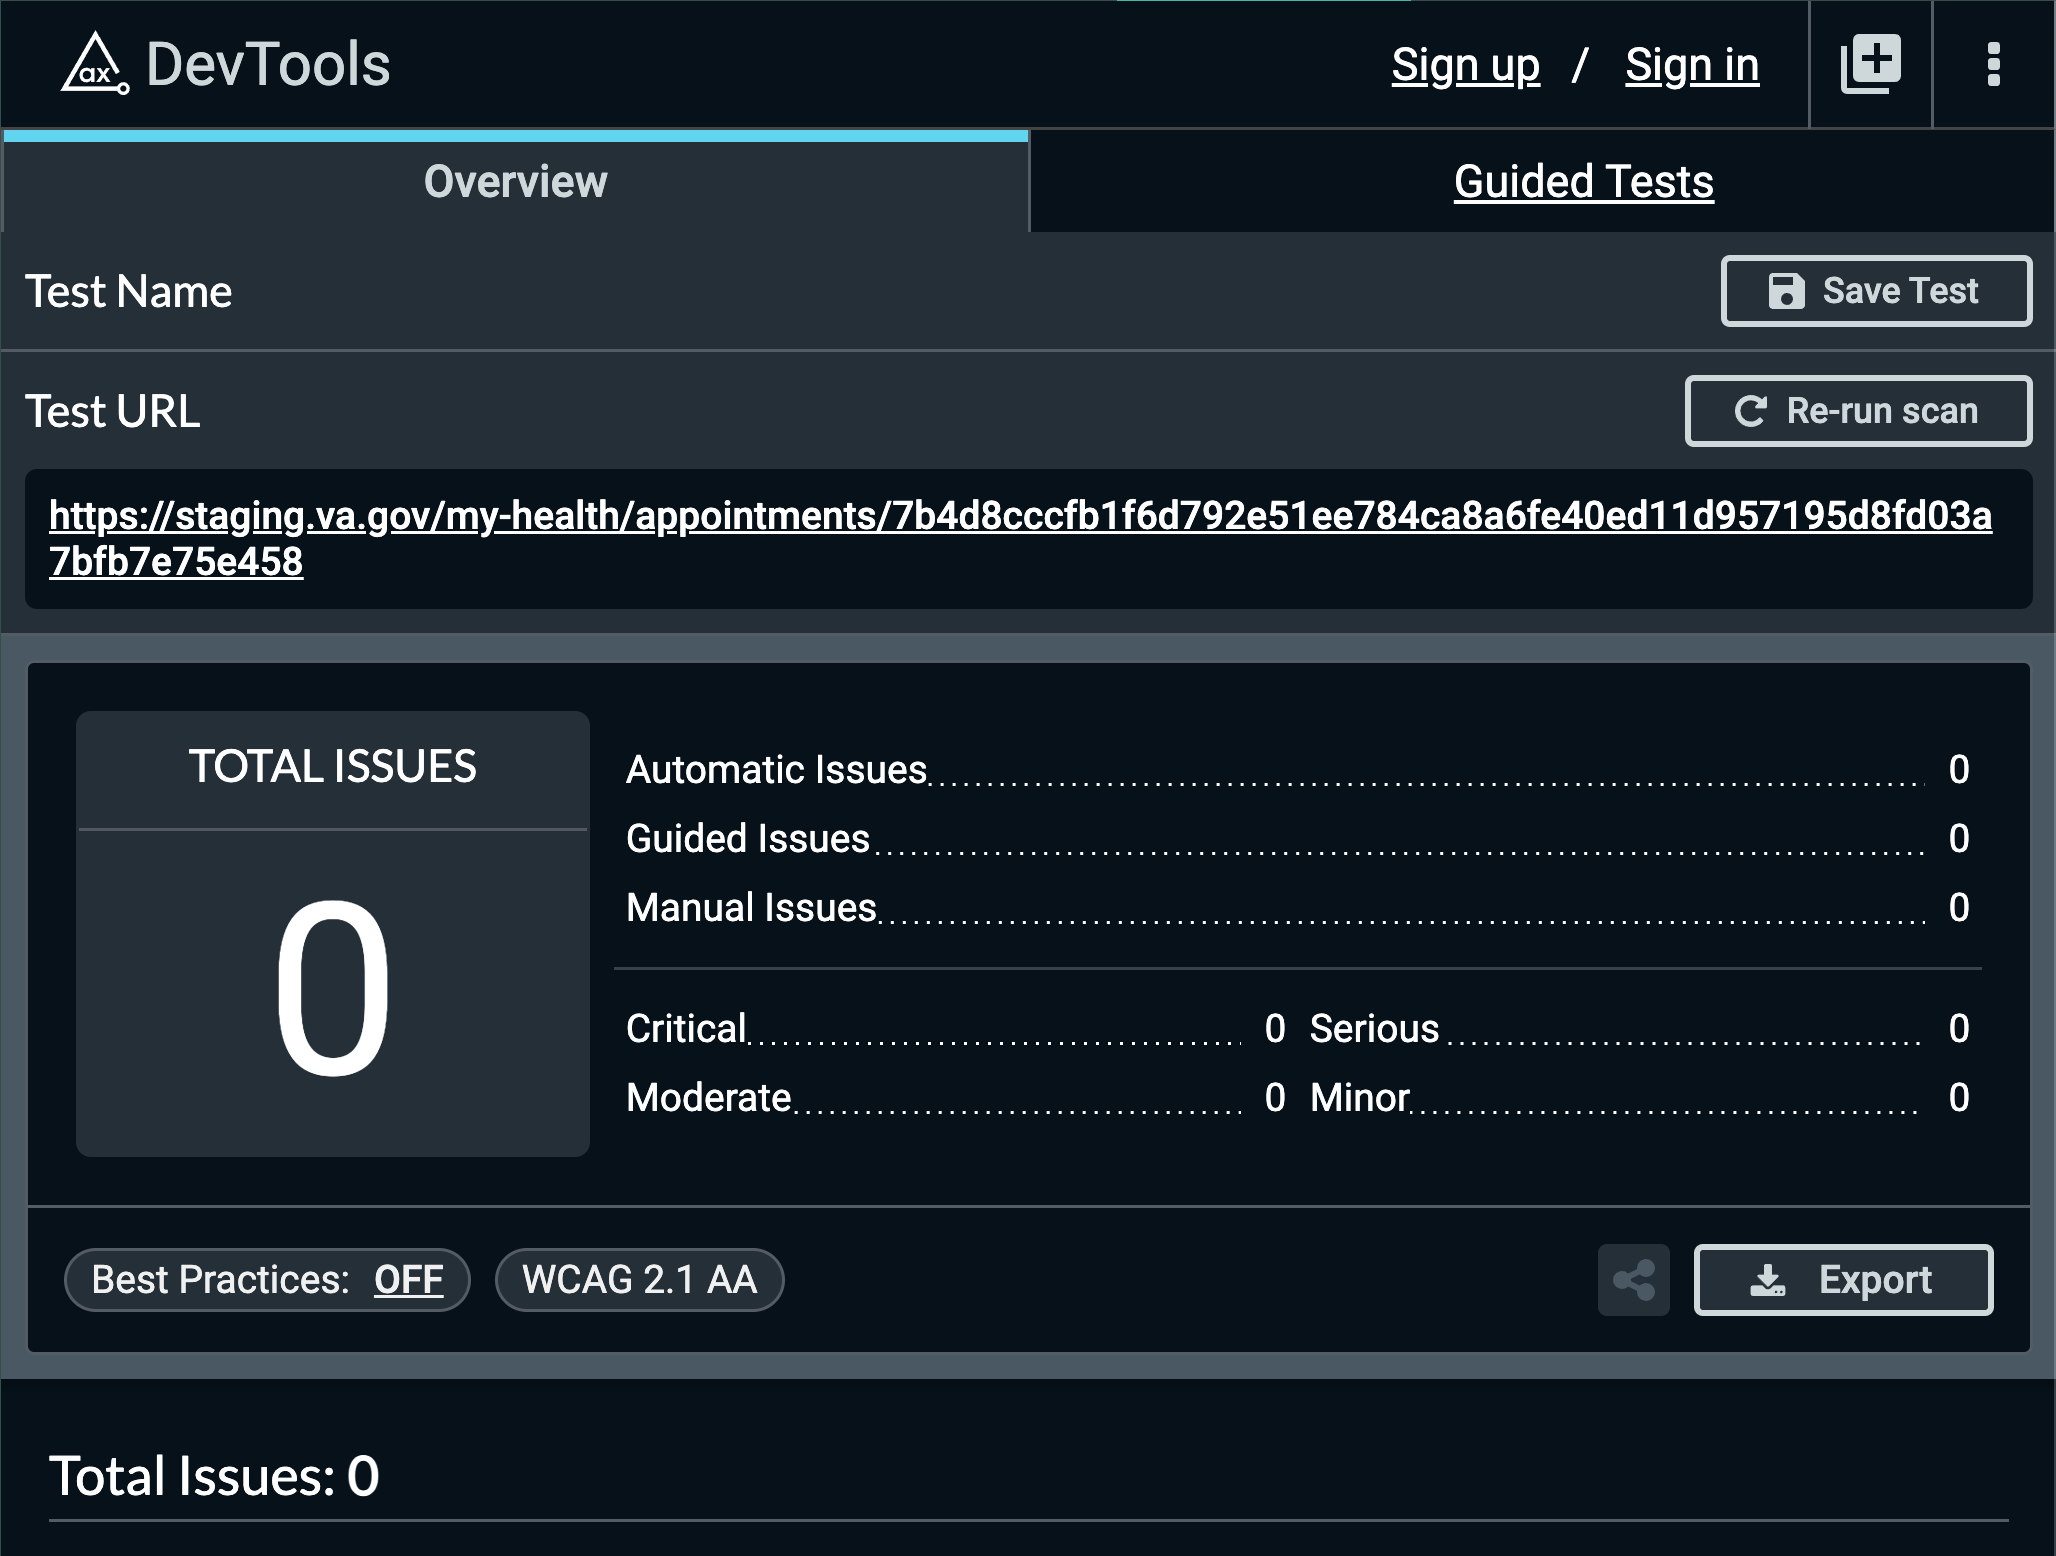 ax DevTools
Sign up / Sign in
Overview
Guided Tests
Test Name
Save Test
Test URL
Re-run scan
https://staging.va.gov/my-health/appointments/7b4d8cccfb1f6d792e51ee784ca8a6fe40ed11d957195d8fd03a
7bfb7e75e458
TOTAL ISSUES
0
Automatic Issues 0
Guided Issues 0
Manual Issues 0
Critical 0 Serious 0
Moderate 0 Minor 0
Best Practices: OFF
WCAG 2.1 AA
Export
Total Issues: 0